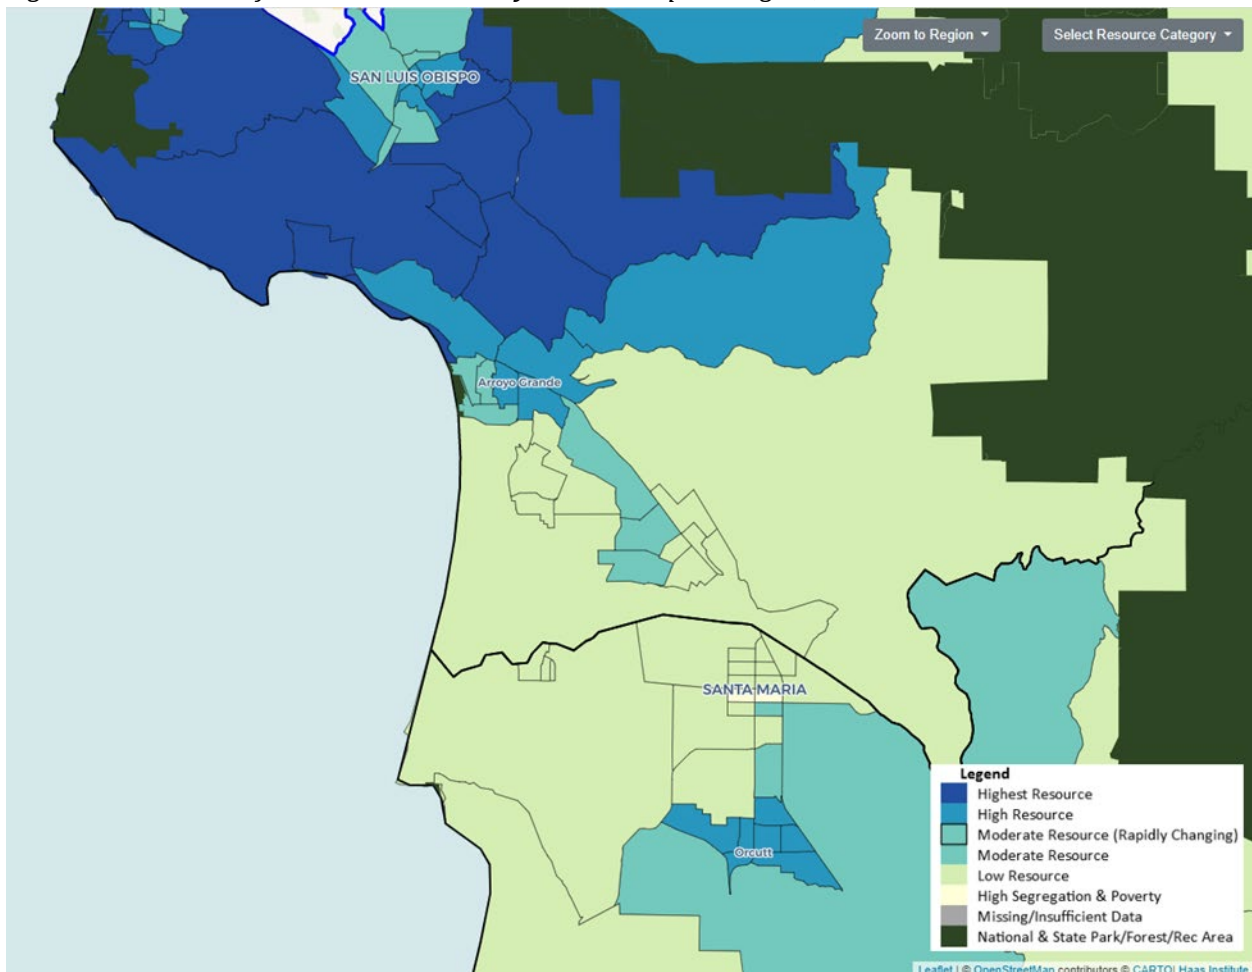 Zoom to Region
Select Resource Category
SAN LUIS OBISPO
Arroyo Grande
SANTA MARIA
Orcutt
Legend
Highest Resource
High Resource
Moderate Resource (Rapidly Changing)
Moderate Resource
Low Resource
High Segregation & Poverty
Missing/Insufficient Data
National & State Park/Forest/Rec Area
Leaflet | © OpenStreetMap contributors © CARTO| Haas Institute